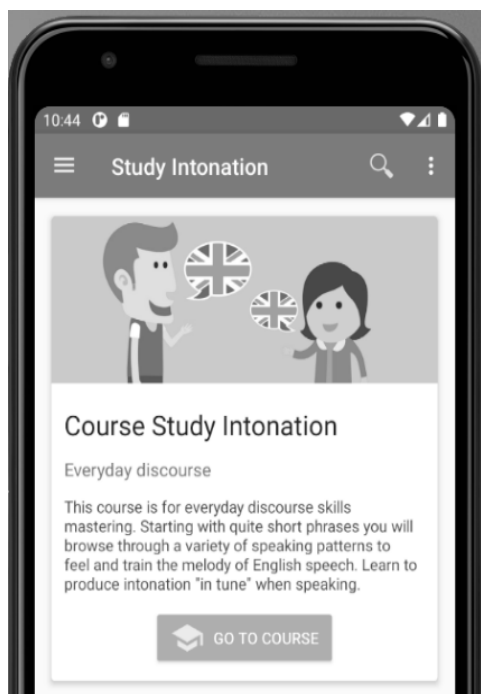 10:44
Study Intonation
Course Study Intonation
Everyday discourse
This course is for everyday discourse skills
mastering. Starting with quite short phrases you will
browse through a variety of speaking patterns to
feel and train the melody of English speech. Learn to
produce intonation "in tune" when speaking.
GO TO COURSE